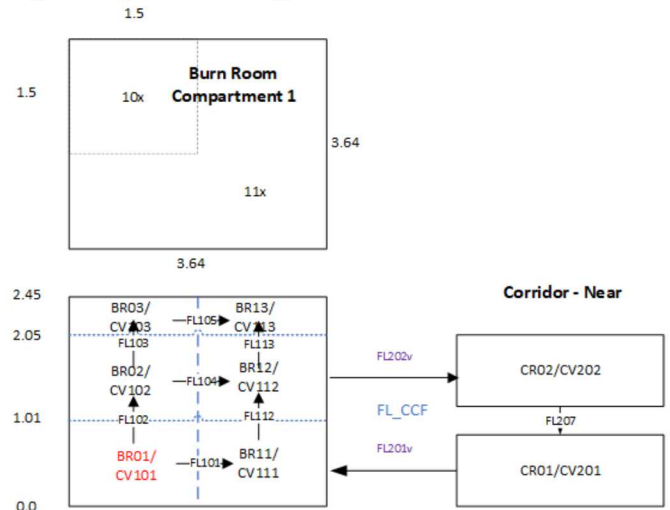 1.5
1.5
Burn Room
Compartment 1
10x
3.64
11x
3.64
2.45
BR03/
CV103
FL105
BR13/
CV113
Corridor - Near
2.05
FL103
FL113
BR02/
CV102
FL104
BR12/
CV112
FL202v
CR02/CV202
1.01
FL102
FL112
FL_CCF
FL207
BR01/
CV101
FL101
BR11/
CV111
FL201v
CR01/CV201
0.0